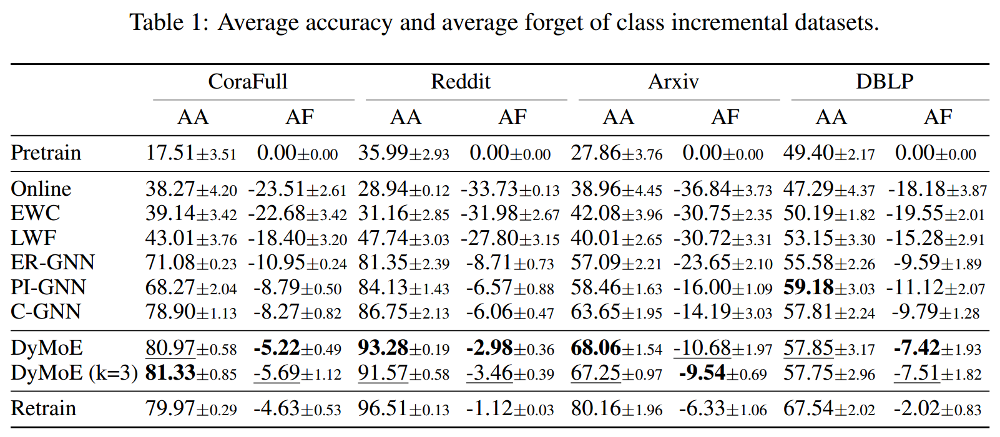 Table 1: Average accuracy and average forget of class incremental datasets.
CoraFull Reddit Arxiv DBLP
AA AF AA AF AA AF AA AF
Pretrain 17.51±3.51 0.00±0.00 35.99±2.93 0.00±0.00 27.86±3.76 0.00±0.00 49.40±2.17 0.00±0.00
Online 38.27±4.20 -23.51±2.61 28.94±0.12 -33.73±0.13 38.96±4.45 -36.84±3.73 47.29±4.37 -18.18±3.87
EWC 39.14±3.42 -22.68±3.42 31.16±2.85 -31.98±2.67 42.08±3.96 -30.75±2.35 50.19±1.82 -19.55±2.01
LWF 43.01±3.76 -18.40±3.20 47.74±3.03 -27.80±3.15 40.01±2.65 -30.72±3.31 53.15±3.30 -15.28±2.91
ER-GNN 71.08±0.23 -10.95±0.24 81.35±2.39 -8.71±0.73 57.09±2.21 -23.65±2.10 55.58±2.26 -9.59±1.89
PI-GNN 68.27±2.04 -8.79±0.50 84.13±1.43 -6.57±0.88 58.46±1.63 -16.00±1.09 59.18±3.03 -11.12±2.07
C-GNN 78.90±1.13 -8.27±0.82 86.75±2.13 -6.06±0.47 63.65±1.95 -14.19±3.03 57.81±2.24 -9.79±1.28
DyMoE 80.97±0.58 -5.22±0.49 93.28±0.19 -2.98±0.36 68.06±1.54 -10.68±1.97 57.85±3.17 -7.42±1.93
DyMoE (k=3) 81.33±0.85 -5.69±1.12 91.57±0.58 -3.46±0.39 67.25±0.97 -9.54±0.69 57.75±2.96 -7.51±1.82
Retrain 79.97±0.29 -4.63±0.53 96.51±0.13 -1.12±0.03 80.16±1.96 -6.33±1.06 67.54±2.02 -2.02±0.83